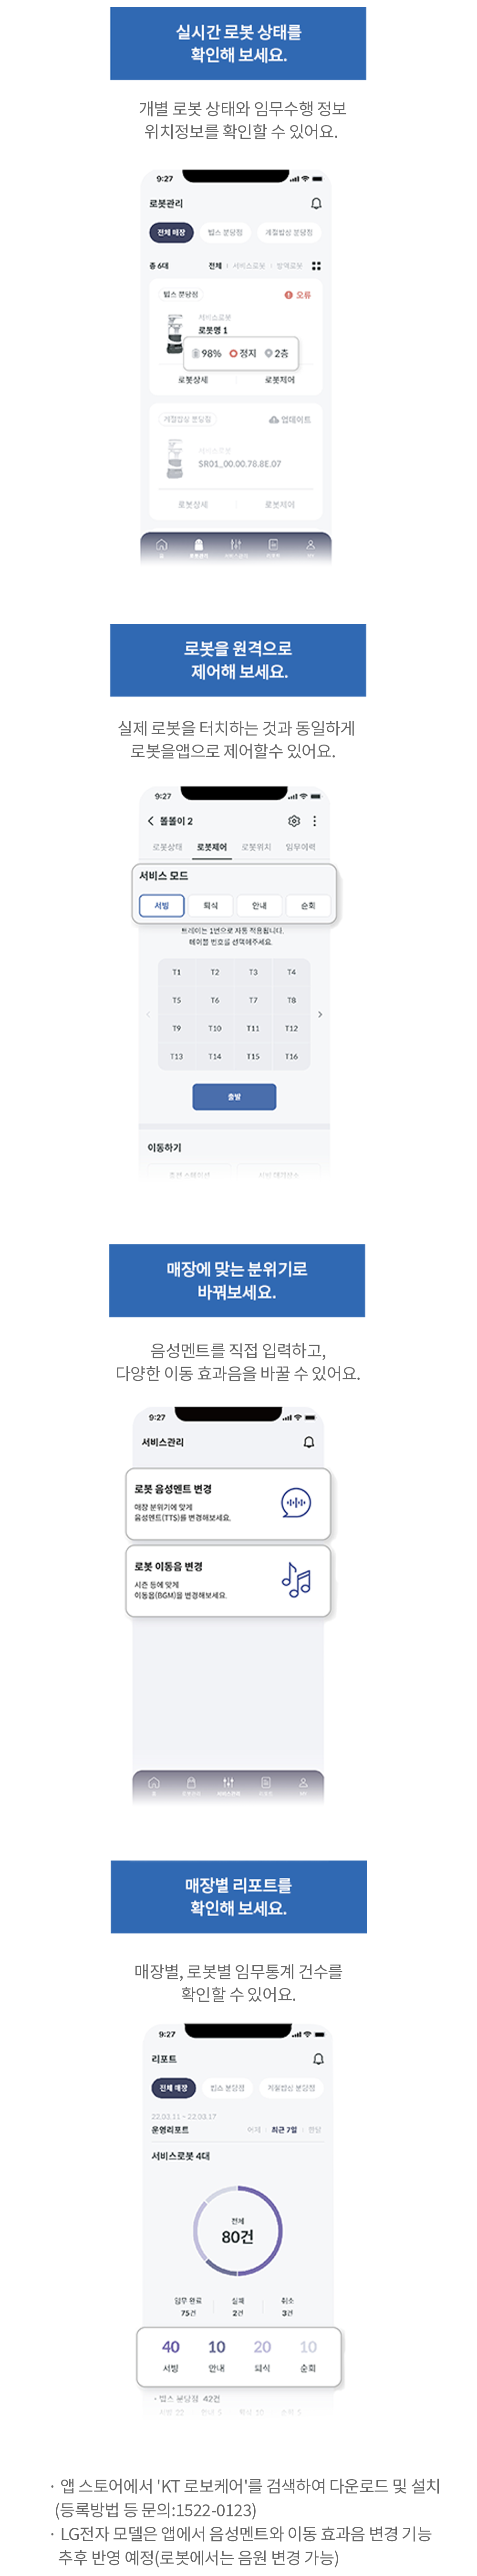 실시간 로봇 상태를
확인해 보세요.
개별 로봇 상태와 임무수행 정보
위치정보를 확인할 수 있어요.
9:27
로봇관리
전체 매장 빕스 분당점 계절밥상 분당점
총 6대 전체 서비스로봇 방역로봇
빕스 분당점 오류
서비스로봇
로봇명 1
98% 정지 2층
로봇상세 로봇제어
계절밥상 분당점 업데이트
서비스로봇
SR01_00.00.78.8E.07
로봇상세 로봇제어
홈 로봇관리 서비스관리 리포트 MY
로봇을 원격으로
제어해 보세요.
실제 로봇을 터치하는 것과 동일하게
로봇을앱으로 제어할수 있어요.
9:27
똘똘이 2
로봇상태 로봇제어 로봇위치 임무이력
서비스 모드
서빙 퇴식 안내 순회
트레이는 1번으로 자동 적용됩니다.
테이블 번호를 선택해주세요.
T1 T2 T3 T4
T5 T6 T7 T8
T9 T10 T11 T12
T13 T14 T15 T16
출발
이동하기
매장에 맞는 분위기로
바꿔보세요.
음성멘트를 직접 입력하고,
다양한 이동 효과음을 바꿀 수 있어요.
9:27
서비스관리
로봇 음성멘트 변경
매장 분위기에 맞게
음성멘트(TTS)를 변경해보세요.
로봇 이동음 변경
시즌 등에 맞게
이동음(BGM)을 변경해보세요.
홈 로봇관리 서비스관리 리포트 MY
매장별 리포트를
확인해 보세요.
매장별, 로봇별 임무통계 건수를
확인할 수 있어요.
9:27
리포트
전체 매장 빕스 분당점 계절밥상 분당점
22.03.11 ~ 22.03.17
운영리포트 어제 최근 7일 한달
서비스로봇 4대
전체
80건
임무 완료 실패 취소
75건 2건 3건
40 10 20 10
서빙 안내 퇴식 순회
· 빕스 분당점 42건
· 앱 스토어에서 'KT 로보케어'를 검색하여 다운로드 및 설치
(등록방법 등 문의:1522-0123)
· LG전자 모델은 앱에서 음성멘트와 이동 효과음 변경 기능
추후 반영 예정(로봇에서는 음원 변경 가능)